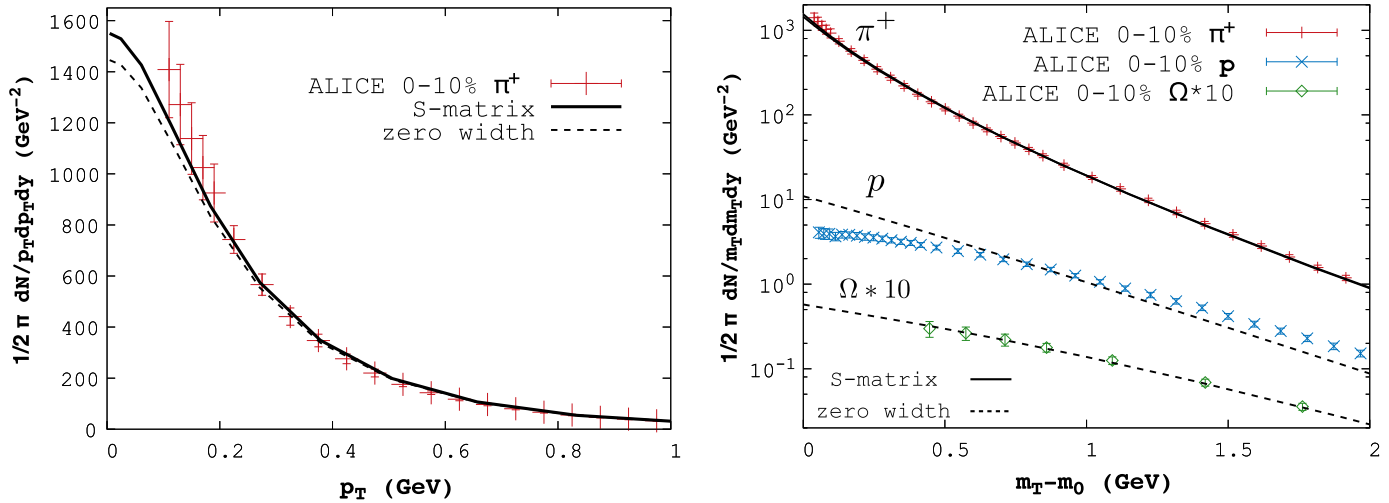 1/2 π dN/p_Tdp_Tdy (GeV⁻²)
1600
1400
1200
1000
800
600
400
200
0
ALICE 0-10% π⁺
S-matrix
zero width
0
0.2
0.4
0.6
0.8
1
p_T (GeV)
1/2 π dN/m_Tdm_Tdy (GeV⁻²)
10³
10²
10¹
10⁰
10⁻¹
π⁺
ALICE 0-10% π⁺
ALICE 0-10% p
ALICE 0-10% Ω*10
p
Ω * 10
S-matrix
zero width
0
0.5
1
1.5
2
m_T-m_0 (GeV)